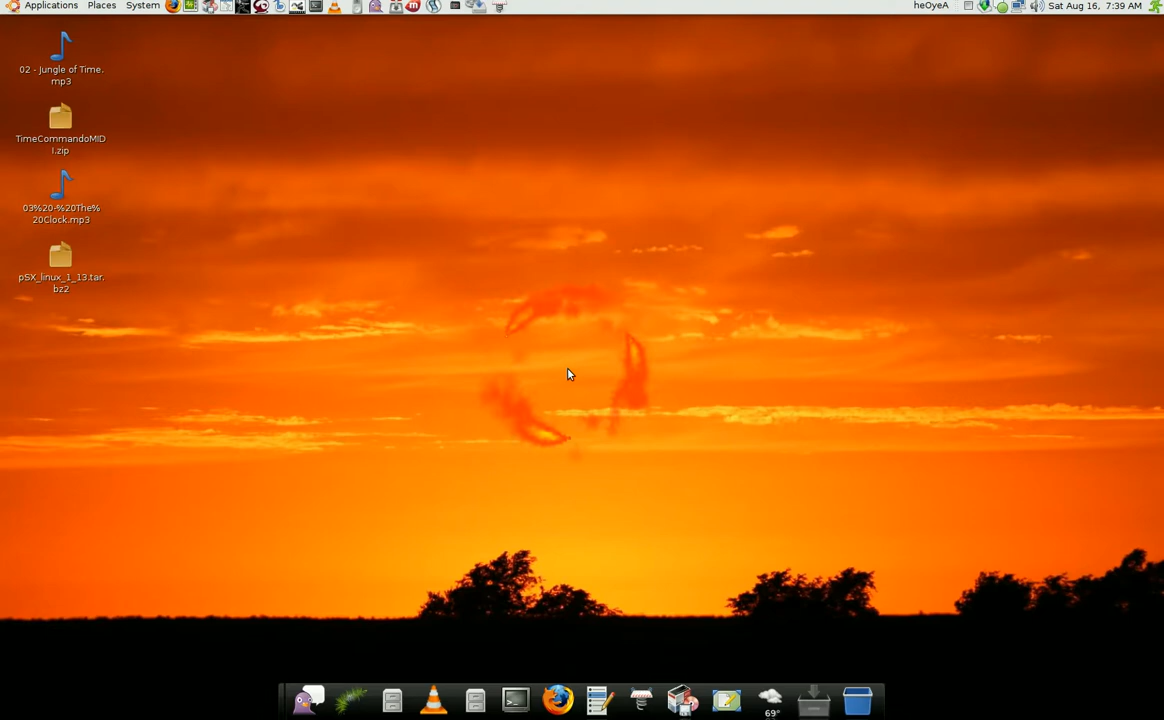 Applications Places System heOyeA Sat Aug 16, 7:39 AM
02 - Jungle of Time.
mp3
TimeCommandoMID
I.zip
03%20-%20The%
20Clock.mp3
pSX_linux_1_13.tar.
bz2
69°